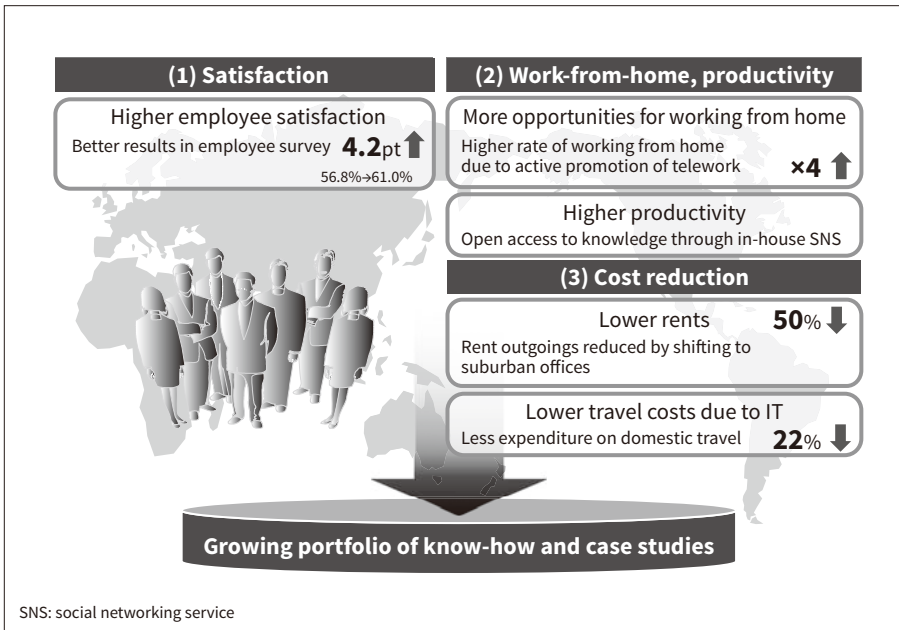 (1) Satisfaction
Higher employee satisfaction
Better results in employee survey 4.2pt
56.8%→61.0%
(2) Work-from-home, productivity
More opportunities for working from home
Higher rate of working from home
due to active promotion of telework ×4
Higher productivity
Open access to knowledge through in-house SNS
(3) Cost reduction
Lower rents 50%
Rent outgoings reduced by shifting to
suburban offices
Lower travel costs due to IT
Less expenditure on domestic travel 22%
Growing portfolio of know-how and case studies
SNS: social networking service